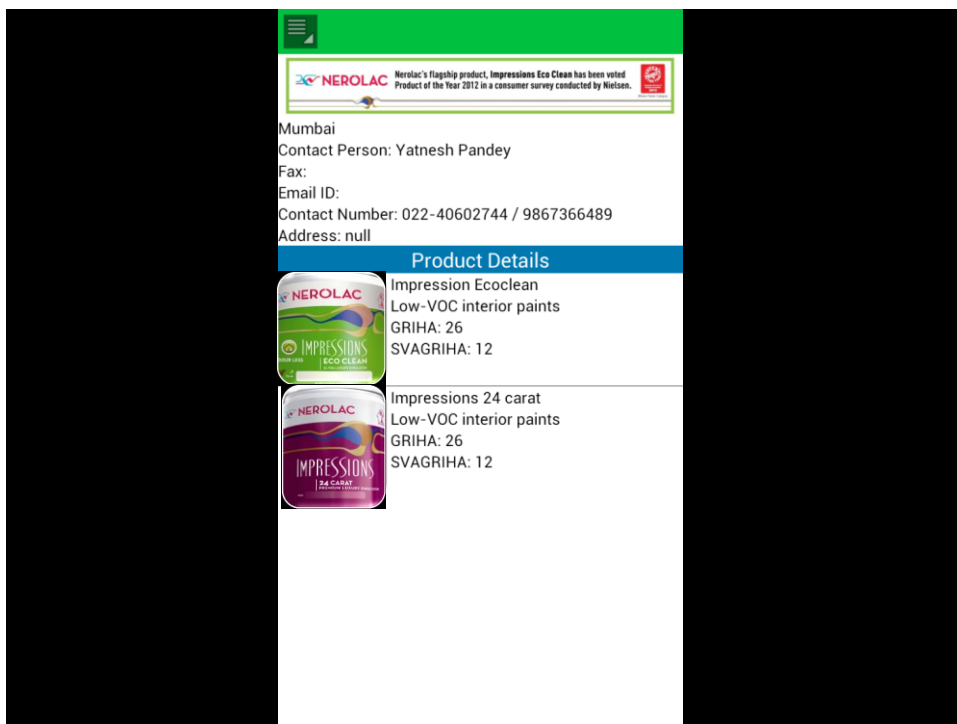 NEROLAC
Nerolac's flagship product, Impressions Eco Clean has been voted
Product of the Year 2012 in a consumer survey conducted by Nielsen.
Mumbai
Contact Person: Yatnesh Pandey
Fax:
Email ID:
Contact Number: 022-40602744 / 9867366489
Address: null
Product Details
NEROLAC
IMPRESSIONS
ECO CLEAN
Impression Ecoclean
Low-VOC interior paints
GRIHA: 26
SVAGRIHA: 12
NEROLAC
IMPRESSIONS
24 CARAT
Impressions 24 carat
Low-VOC interior paints
GRIHA: 26
SVAGRIHA: 12